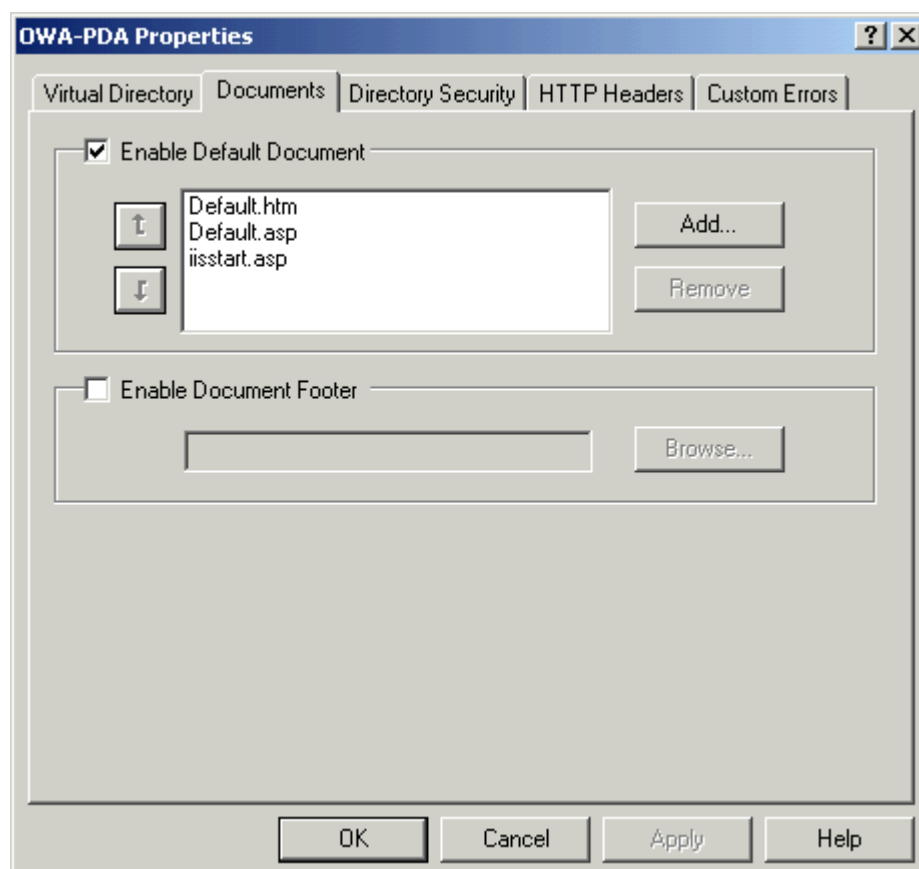 OWA-PDA Properties
Virtual Directory Documents Directory Security HTTP Headers Custom Errors
Enable Default Document
Default.htm
Default.asp
iisstart.asp
Add...
Remove
Enable Document Footer
Browse...
OK Cancel Apply Help